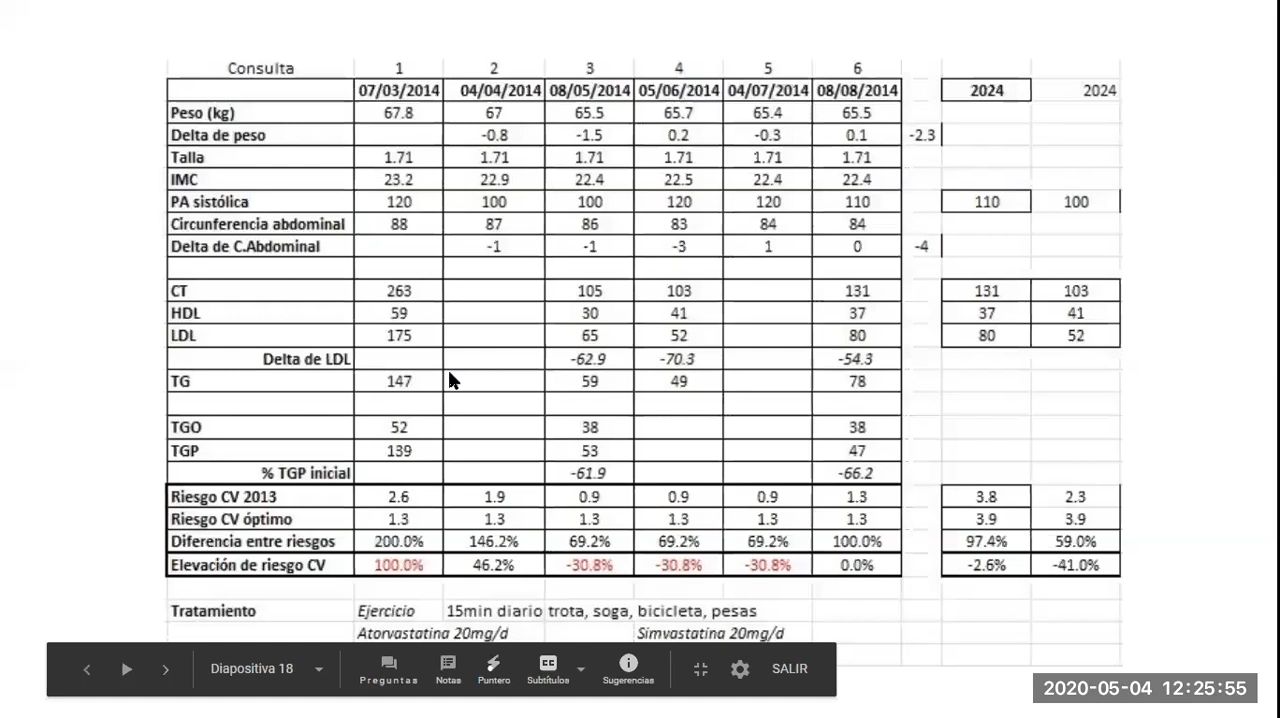 Consulta 1 2 3 4 5 6
07/03/2014 04/04/2014 08/05/2014 05/06/2014 04/07/2014 08/08/2014 2024 2024
Peso (kg) 67.8 67 65.5 65.7 65.4 65.5
Delta de peso -0.8 -1.5 0.2 -0.3 0.1 -2.3
Talla 1.71 1.71 1.71 1.71 1.71 1.71
IMC 23.2 22.9 22.4 22.5 22.4 22.4
PA sistólica 120 100 100 120 120 110 110 100
Circunferencia abdominal 88 87 86 83 84 84
Delta de C.Abdominal -1 -1 -3 1 0 -4
CT 263 105 103 131 131 103
HDL 59 30 41 37 37 41
LDL 175 65 52 80 80 52
Delta de LDL -62.9 -70.3 -54.3
TG 147 59 49 78
TGO 52 38 38
TGP 139 53 47
% TGP inicial -61.9 -66.2
Riesgo CV 2013 2.6 1.9 0.9 0.9 0.9 1.3 3.8 2.3
Riesgo CV óptimo 1.3 1.3 1.3 1.3 1.3 1.3 3.9 3.9
Diferencia entre riesgos 200.0% 146.2% 69.2% 69.2% 69.2% 100.0% 97.4% 59.0%
Elevación de riesgo CV 100.0% 46.2% -30.8% -30.8% -30.8% 0.0% -2.6% -41.0%
Tratamiento Ejercicio 15min diario trota, soga, bicicleta, pesas
Atorvastatina 20mg/d Simvastatina 20mg/d
Diapositiva 18 Preguntas Notas Puntero Subtítulos Sugerencias SALIR
2020-05-04 12:25:55